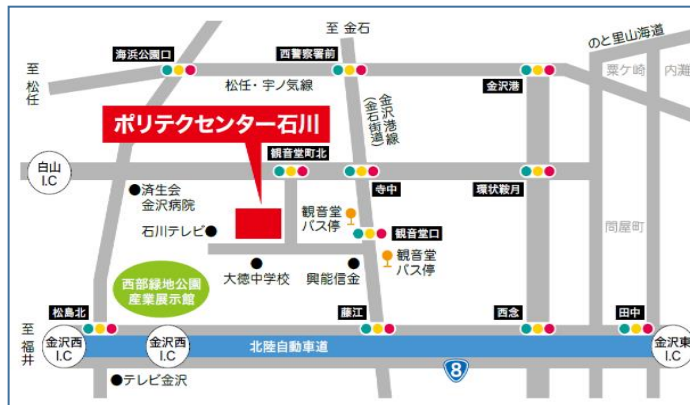 至 金石
海浜公園口
西警察署前
のと里山海道
至
松任
松任・宇ノ気線
金沢港
粟ケ崎
内灘
金沢港線
(金石街道)
ポリテクセンター石川
観音堂町北
白山
I.C
寺中
環状鞍月
済生会
金沢病院
石川テレビ
観音堂
バス停
観音堂口
問屋町
観音堂
バス停
大徳中学校
興能信金
西部緑地公園
産業展示館
松島北
藤江
西念
田中
至
福井
金沢西
I.C
金沢西
I.C
北陸自動車道
金沢東
I.C
8
テレビ金沢